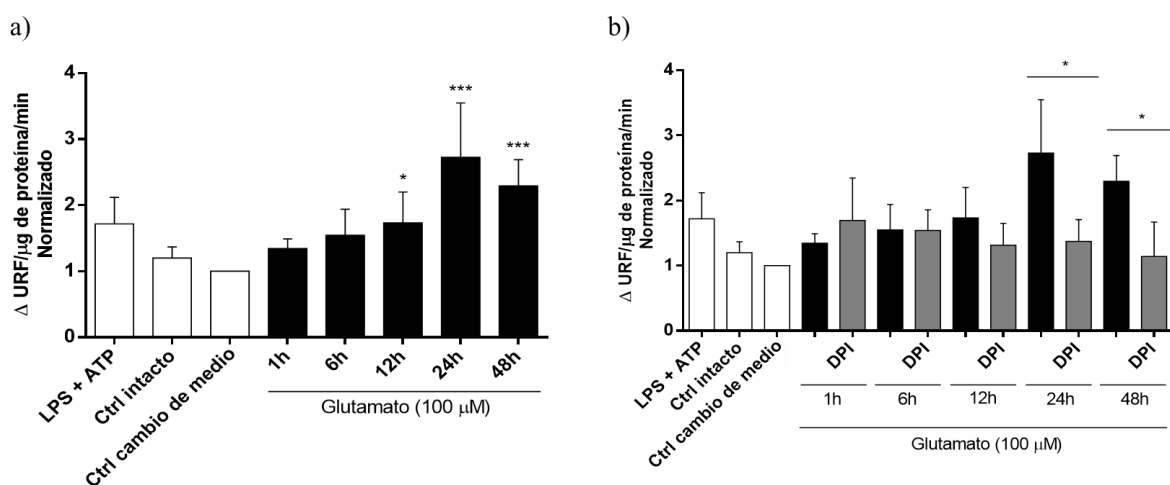 a)
Δ URF/µg de proteína/min
Normalizado
4
3
2
1
0
*
***
***
LPS + ATP
Ctrl intacto
Ctrl cambio de medio
1h
6h
12h
24h
48h
Glutamato (100 µM)
b)
Δ URF/µg de proteína/min
Normalizado
4
3
2
1
0
*
*
LPS + ATP
Ctrl intacto
Ctrl cambio de medio
DPI
DPI
DPI
DPI
DPI
1h
6h
12h
24h
48h
Glutamato (100 µM)